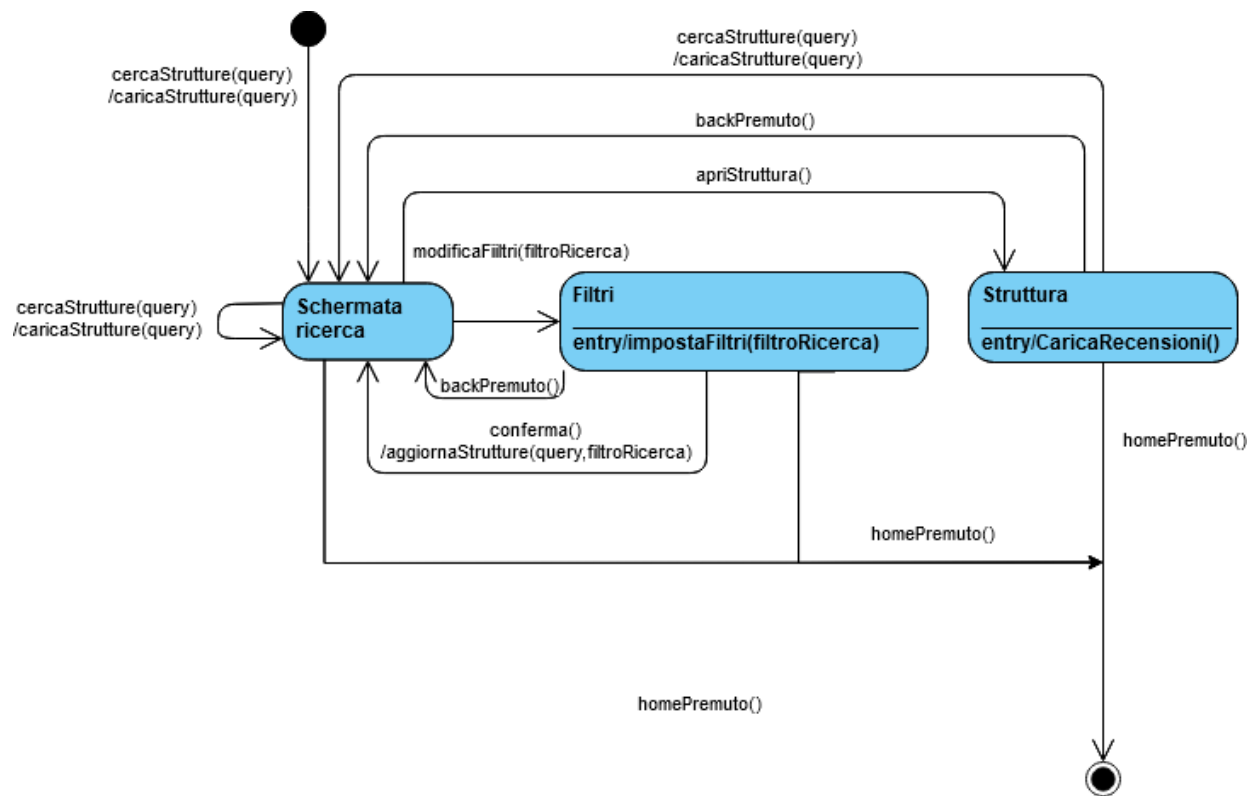 cercaStrutture(query)
/caricaStrutture(query)
cercaStrutture(query)
/caricaStrutture(query)
backPremuto()
apriStruttura()
modificaFiiltri(filtroRicerca)
cercaStrutture(query)
/caricaStrutture(query)
Schermata
ricerca
Filtri
entry/impostaFiltri(filtroRicerca)
Struttura
entry/CaricaRecensioni()
backPremuto()
conferma()
/aggiornaStrutture(query,filtroRicerca)
homePremuto()
homePremuto()
homePremuto()